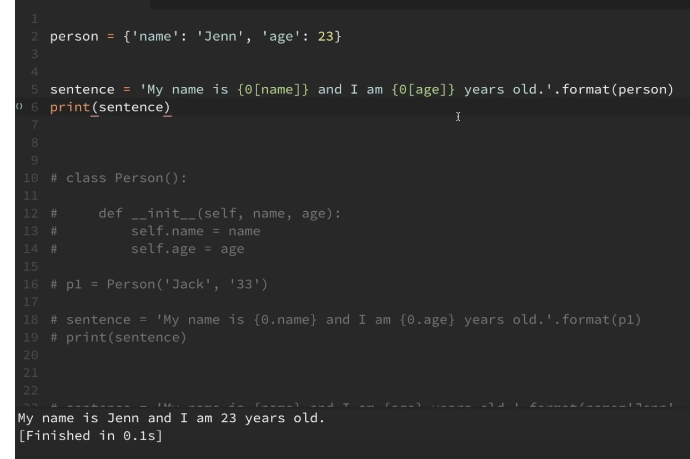 1
2 person = {'name': 'Jenn', 'age': 23}
3
4
5 sentence = 'My name is {0[name]} and I am {0[age]} years old.'.format(person)
6 print(sentence)
7
8
9
10 # class Person():
11
12 #     def __init__(self, name, age):
13 #         self.name = name
14 #         self.age = age
15
16 # p1 = Person('Jack', '33')
17
18 # sentence = 'My name is {0.name} and I am {0.age} years old.'.format(p1)
19 # print(sentence)
20
21
22
My name is Jenn and I am 23 years old.
[Finished in 0.1s]